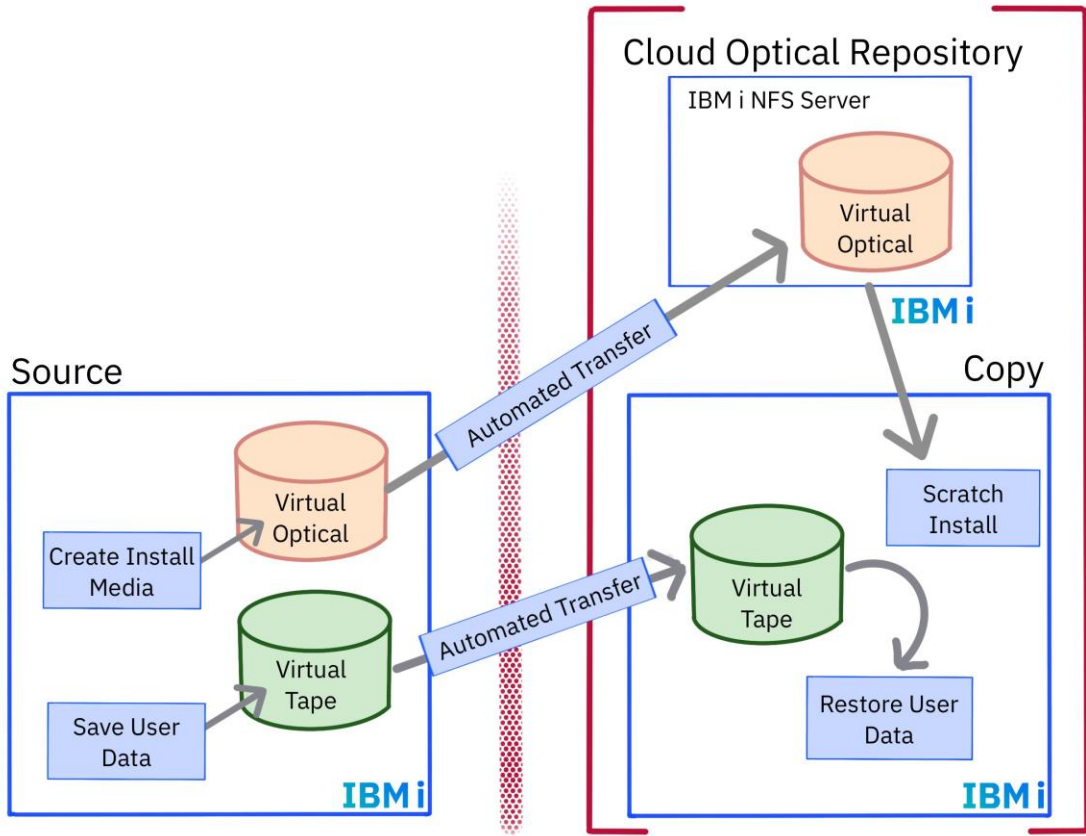 Cloud Optical Repository
IBM i NFS Server
Virtual
Optical
IBM i
Automated Transfer
Source
Copy
Virtual
Optical
Create Install
Media
Scratch
Install
Automated Transfer
Virtual
Tape
Virtual
Tape
Save User
Data
Restore User
Data
IBM i
IBM i